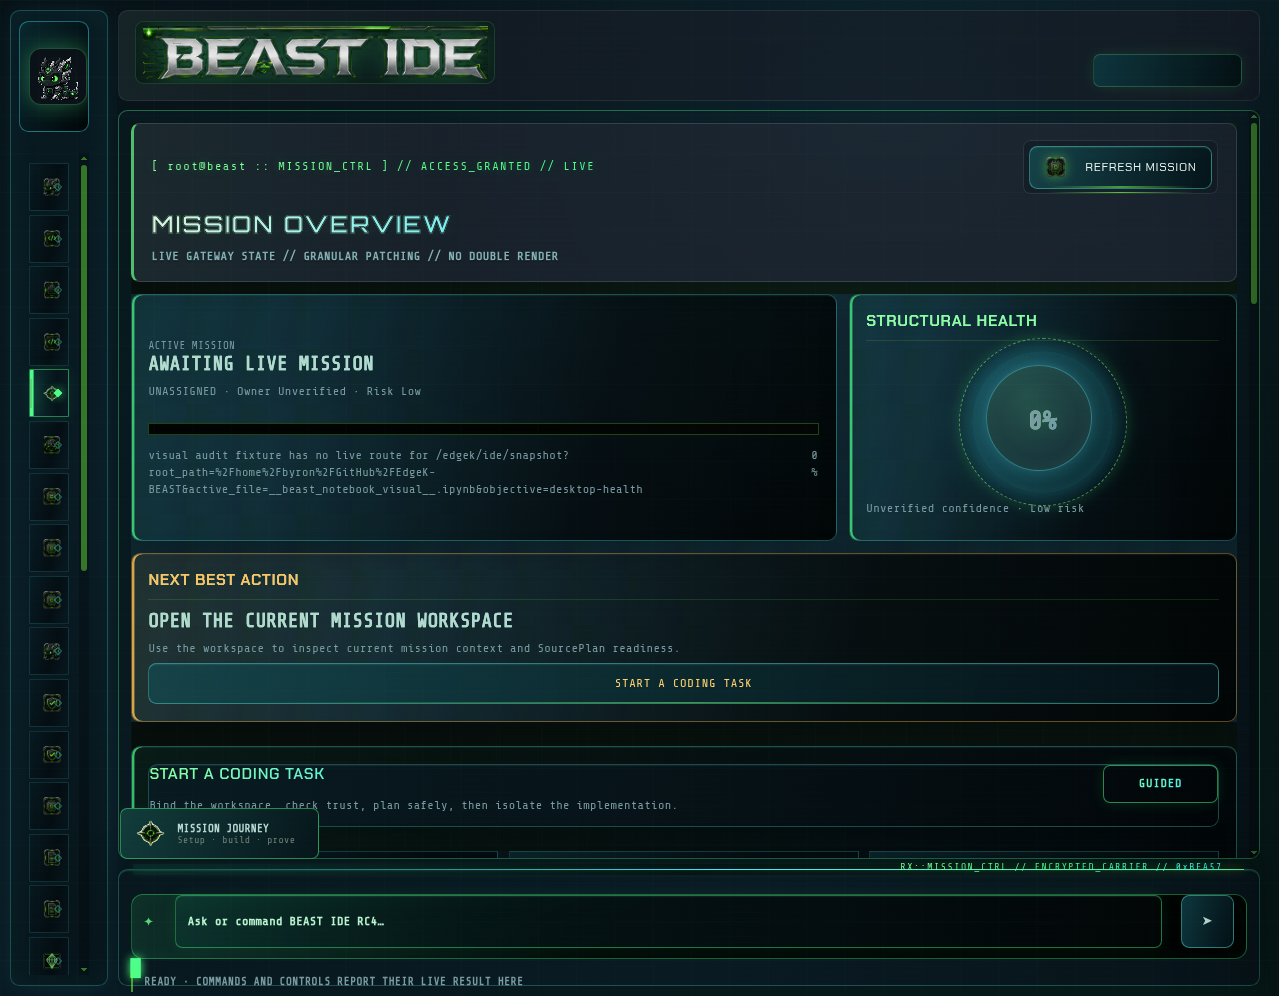 BEAST IDE
[ root@beast :: MISSION_CTRL ] // ACCESS_GRANTED // LIVE
REFRESH MISSION
MISSION OVERVIEW
LIVE GATEWAY STATE // GRANULAR PATCHING // NO DOUBLE RENDER
ACTIVE MISSION
AWAITING LIVE MISSION
UNASSIGNED · Owner Unverified · Risk Low
visual audit fixture has no live route for /edgek/ide/snapshot?
root_path=%2Fhome%2Fbyron%2FGitHub%2FEdgeK-
BEAST&active_file=__beast_notebook_visual__.ipynb&objective=desktop-health
0
%
STRUCTURAL HEALTH
0%
Unverified confidence · Low risk
NEXT BEST ACTION
OPEN THE CURRENT MISSION WORKSPACE
Use the workspace to inspect current mission context and SourcePlan readiness.
START A CODING TASK
START A CODING TASK
GUIDED
Bind the workspace, check trust, plan safely, then isolate the implementation.
MISSION JOURNEY
Setup · build · prove
RX::MISSION_CTRL // ENCRYPTED_CARRIER // 0xBEAS7
Ask or command BEAST IDE RC4…
READY · COMMANDS AND CONTROLS REPORT THEIR LIVE RESULT HERE